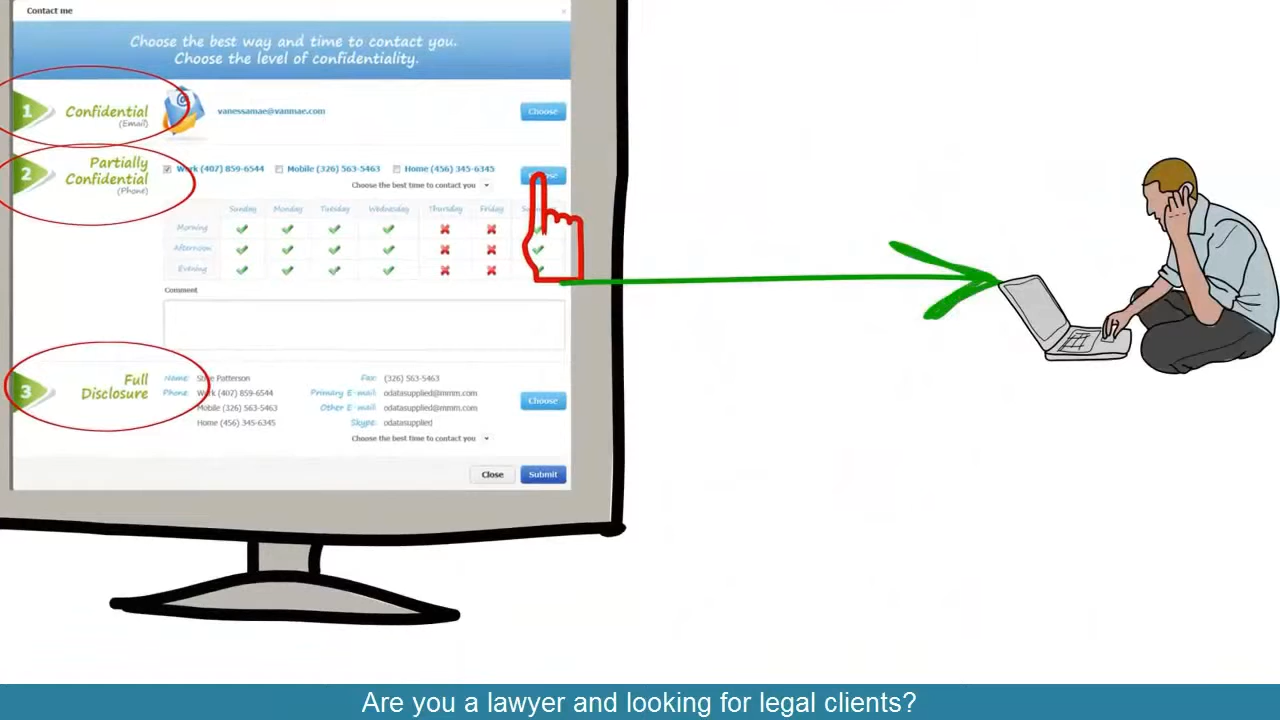 Contact me
Choose the best way and time to contact you.
Choose the level of confidentiality.
1 Confidential
(Email)
vanessamae@vanmae.com
Choose
2 Partially
Confidential
(Phone)
Work (407) 859-6544 Mobile (326) 563-5463 Home (456) 345-6345
Choose the best time to contact you
Sunday Monday Tuesday Wednesday Thursday Friday
Morning
Afternoon
Evening
Comment
3 Full
Disclosure
Name: Patterson
Phone: Work (407) 859-6544
Mobile (326) 563-5463
Home (456) 345-6345
Fax: (326) 563-5463
Primary E-mail: odatasupplied@mmm.com
Other E-mail: odatasupplied@mmm.com
Skype: odatasupplied
Choose the best time to contact you
Choose
Close Submit
Are you a lawyer and looking for legal clients?